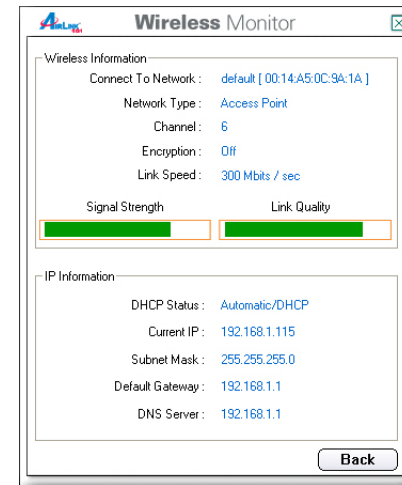 AirLink 101 Wireless Monitor
Wireless Information
Connect To Network : default [ 00:14:A5:0C:9A:1A ]
Network Type : Access Point
Channel : 6
Encryption : Off
Link Speed : 300 Mbits / sec
Signal Strength Link Quality
IP Information
DHCP Status : Automatic/DHCP
Current IP : 192.168.1.115
Subnet Mask : 255.255.255.0
Default Gateway : 192.168.1.1
DNS Server : 192.168.1.1
Back